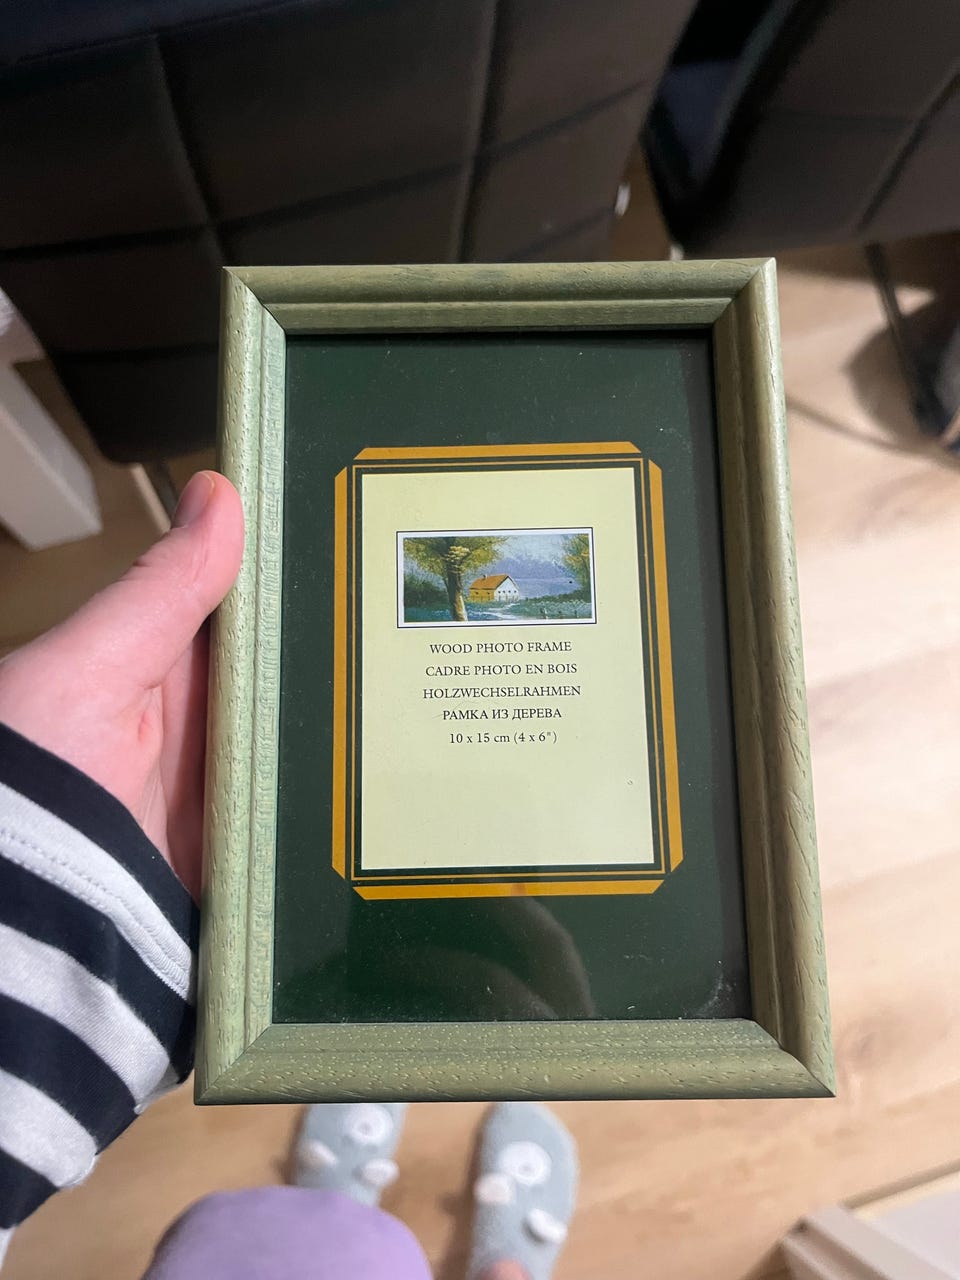 WOOD PHOTO FRAME
CADRE PHOTO EN BOIS
HOLZWECHSELRAHMEN
РАМКА ИЗ ДЕРЕВА
10 x 15 cm (4 x 6")